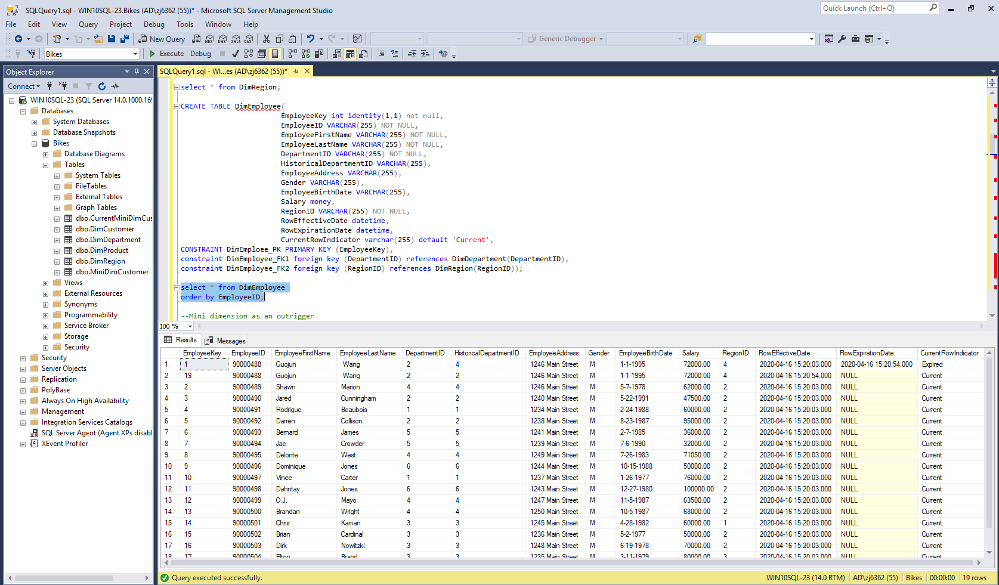 SQLQuery1.sql - WIN10SQL-23.Bikes (AD\zj6362 (55))* - Microsoft SQL Server Management Studio
Quick Launch (Ctrl+Q)
File Edit View Query Project Debug Tools Window Help
New Query MDX DMX XMLA DAX Generic Debugger
Bikes Execute Debug
Object Explorer
Connect
WIN10SQL-23 (SQL Server 14.0.1000.169
Databases
System Databases
Database Snapshots
Bikes
Database Diagrams
Tables
System Tables
FileTables
External Tables
Graph Tables
dbo.CurrentMiniDimCus
dbo.DimCustomer
dbo.DimDepartment
dbo.DimProduct
dbo.DimRegion
dbo.MiniDimCustomer
Views
External Resources
Synonyms
Programmability
Service Broker
Storage
Security
Security
Server Objects
Replication
PolyBase
Always On High Availability
Management
Integration Services Catalogs
SQL Server Agent (Agent XPs disabl
XEvent Profiler
SQLQuery1.sql - WI...es (AD\zj6362 (55))*
select * from DimRegion;
CREATE TABLE DimEmployee(
EmployeeKey int identity(1,1) not null,
EmployeeID VARCHAR(255) NOT NULL,
EmployeeFirstName VARCHAR(255) NOT NULL,
EmployeeLastName VARCHAR(255) NOT NULL,
DepartmentID VARCHAR(255) NOT NULL,
HistoricalDepartmentID VARCHAR(255),
EmployeeAddress VARCHAR(255),
Gender VARCHAR(255),
EmployeeBirthDate VARCHAR(255),
Salary money,
RegionID VARCHAR(255) NOT NULL,
RowEffectiveDate datetime,
RowExpirationDate datetime,
CurrentRowIndicator varchar(255) default 'Current',
CONSTRAINT DimEmploee_PK PRIMARY KEY (EmployeeKey),
constraint DimEmployee_FK1 foreign key (DepartmentID) references DimDepartment(DepartmentID),
constraint DimEmployee_FK2 foreign key (RegionID) references DimRegion(RegionID));
select * from DimEmployee
order by EmployeeID;
--Mini dimension as an outrigger
100 %
Results Messages
EmployeeKey EmployeeID EmployeeFirstName EmployeeLastName DepartmentID HistoricalDepartmentID EmployeeAddress Gender EmployeeBirthDate Salary RegionID RowEffectiveDate RowExpirationDate CurrentRowIndicator
1 1 90000488 Guojun Wang 2 4 1246 Main Street M 1-1-1995 72000.00 4 2020-04-16 15:20:03.000 2020-04-16 15:20:54.000 Expired
2 19 90000488 Guojun Wang 2 2 1246 Main Street M 1-1-1995 72000.00 4 2020-04-16 15:20:54.000 NULL Current
3 2 90000489 Shawn Marion 4 4 1246 Main Street M 5-7-1978 62000.00 2 2020-04-16 15:20:03.000 NULL Current
4 3 90000490 Jared Cunningham 2 2 1240 Main Street M 5-22-1991 47500.00 2 2020-04-16 15:20:03.000 NULL Current
5 4 90000491 Rodrigue Beaubois 1 1 1234 Main Street M 2-24-1988 60000.00 2 2020-04-16 15:20:03.000 NULL Current
6 5 90000492 Darren Collison 2 2 1238 Main Street M 8-23-1987 95000.00 2 2020-04-16 15:20:03.000 NULL Current
7 6 90000493 Bernard James 5 5 1241 Main Street M 2-7-1985 36000.00 2 2020-04-16 15:20:03.000 NULL Current
8 7 90000494 Jae Crowder 5 5 1239 Main Street M 7-6-1990 32000.00 2 2020-04-16 15:20:03.000 NULL Current
9 8 90000495 Delonte West 4 4 1249 Main Street M 7-26-1983 71050.00 2 2020-04-16 15:20:03.000 NULL Current
10 9 90000496 Dominique Jones 6 6 1244 Main Street M 10-15-1988 50000.00 2 2020-04-16 15:20:03.000 NULL Current
11 10 90000497 Vince Carter 1 1 1237 Main Street M 1-26-1977 76000.00 2 2020-04-16 15:20:03.000 NULL Current
12 11 90000498 Dahntay Jones 6 6 1243 Main Street M 12-27-1980 100000.00 2 2020-04-16 15:20:03.000 NULL Current
13 12 90000499 O.J. Mayo 4 4 1247 Main Street M 11-5-1987 63500.00 2 2020-04-16 15:20:03.000 NULL Current
14 13 90000500 Brandan Wright 4 4 1250 Main Street M 10-5-1987 68000.00 2 2020-04-16 15:20:03.000 NULL Current
15 14 90000501 Chris Kaman 3 3 1245 Main Street M 4-28-1982 60000.00 1 2020-04-16 15:20:03.000 NULL Current
16 15 90000502 Brian Cardinal 3 3 1236 Main Street M 5-2-1977 50000.00 2 2020-04-16 15:20:03.000 NULL Current
17 16 90000503 Dirk Nowitzki 3 3 1248 Main Street M 6-19-1978 70000.00 2 2020-04-16 15:20:03.000 NULL Current
18 17 90000504 Elton Brand 3 3 1235 Main Street M 3-11-1979 80000.00 3 2020-04-16 15:20:03.000 NULL Current
Query executed successfully. WIN10SQL-23 (14.0 RTM) AD\zj6362 (55) Bikes 00:00:00 19 rows